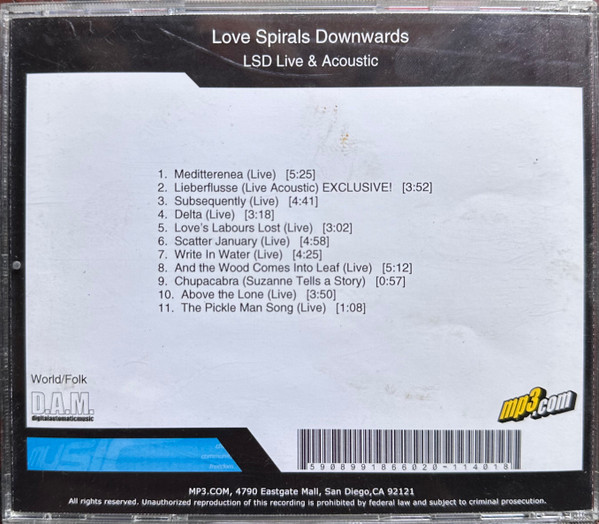 Love Spirals Downwards
LSD Live & Acoustic
1. Meditterenea (Live) [5:25]
2. Lieberflusse (Live Acoustic) EXCLUSIVE! [3:52]
3. Subsequently (Live) [4:41]
4. Delta (Live) [3:18]
5. Love's Labours Lost (Live) [3:02]
6. Scatter January (Live) [4:58]
7. Write In Water (Live) [4:25]
8. And the Wood Comes Into Leaf (Live) [5:12]
9. Chupacabra (Suzanne Tells a Story) [0:57]
10. Above the Lone (Live) [3:50]
11. The Pickle Man Song (Live) [1:08]
World/Folk
D.A.M.
digitalautomaticmusic
mp3.com
MUSIC
5908991866020-114018
MP3.COM, 4790 Eastgate Mall, San Diego,CA 92121
All rights reserved. Unauthorized reproduction of this recording is prohibited by federal law and subject to criminal prosecution.